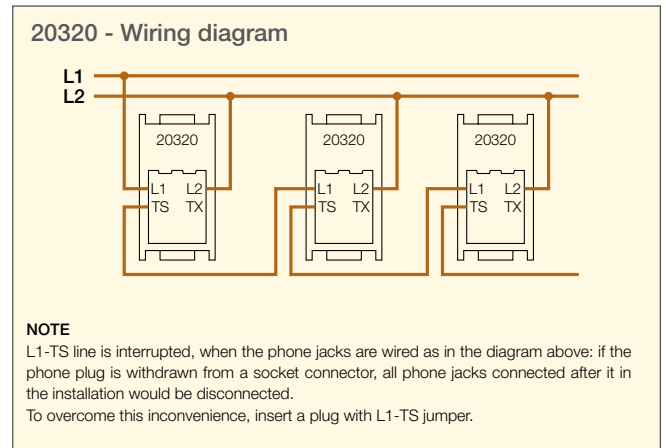 20320 - Wiring diagram
L1
L2
20320 20320 20320
L1 L2 L1 L2 L1 L2
TS TX TS TX TS TX
NOTE
L1-TS line is interrupted, when the phone jacks are wired as in the diagram above: if the
phone plug is withdrawn from a socket connector, all phone jacks connected after it in
the installation would be disconnected.
To overcome this inconvenience, insert a plug with L1-TS jumper.